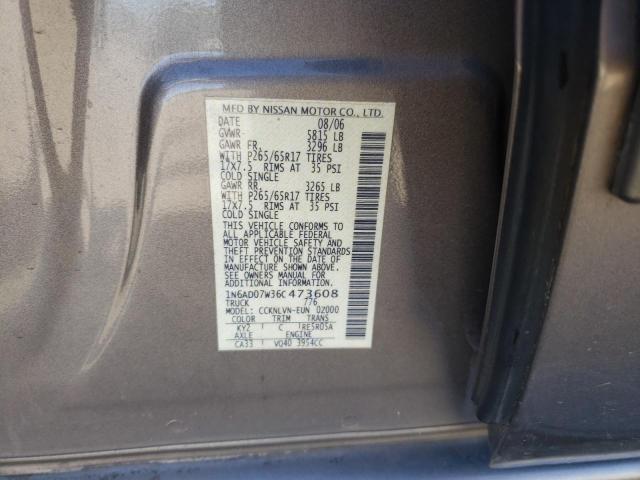 MFD BY NISSAN MOTOR CO., LTD.
DATE 08/06
GVWR 5815 LB
GAWR FR. 3296 LB
WITH P265/65R17 TIRES
17X7.5 RIMS AT 35 PSI
COLD SINGLE
GAWR RR. 3265 LB
WITH P265/65R17 TIRES
17X7.5 RIMS AT 35 PSI
COLD SINGLE
THIS VEHICLE CONFORMS TO
ALL APPLICABLE FEDERAL
MOTOR VEHICLE SAFETY AND
THEFT PREVENTION STANDARDS
IN EFFECT ON THE DATE OF
MANUFACTURE SHOWN ABOVE.
SEE OWNERS MANUAL FOR
ADDITIONAL INFORMATION.
1N6AD07W36C473608
TRUCK 776
MODEL CCKNLVN-EUN 02000
COLOR TRIM TRANS
KY2 C RE5R05A
AXLE ENGINE
CA33 VQ40 3954CC